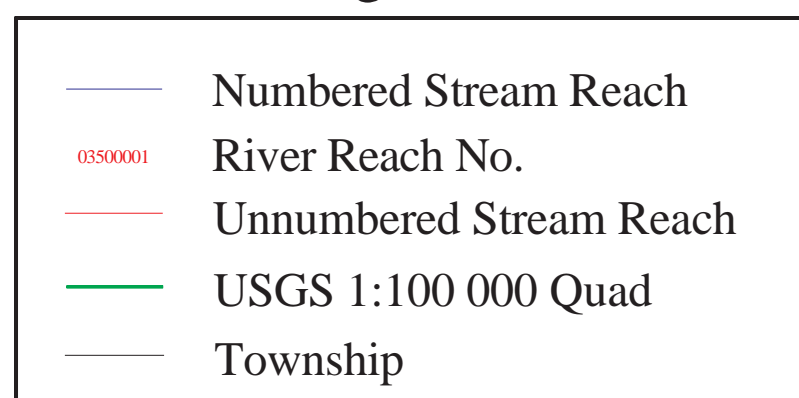 Numbered Stream Reach
03500001 River Reach No.
Unnumbered Stream Reach
USGS 1:100 000 Quad
Township